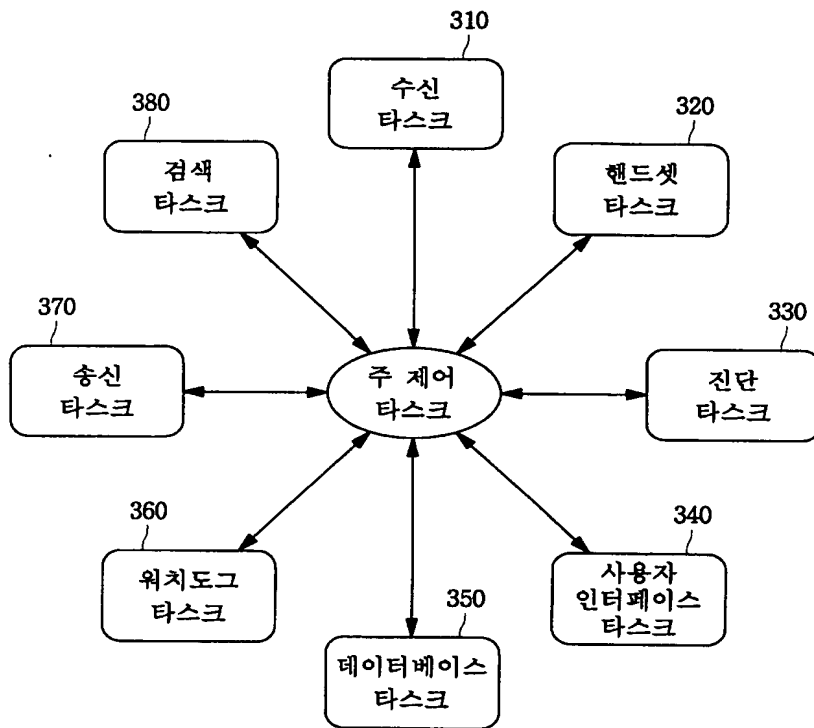 310
수신
타스크
380
검색
타스크
320
핸드셋
타스크
370
송신
타스크
주 제어
타스크
330
진단
타스크
360
워치도그
타스크
340
사용자
인터페이스
타스크
350
데이터베이스
타스크